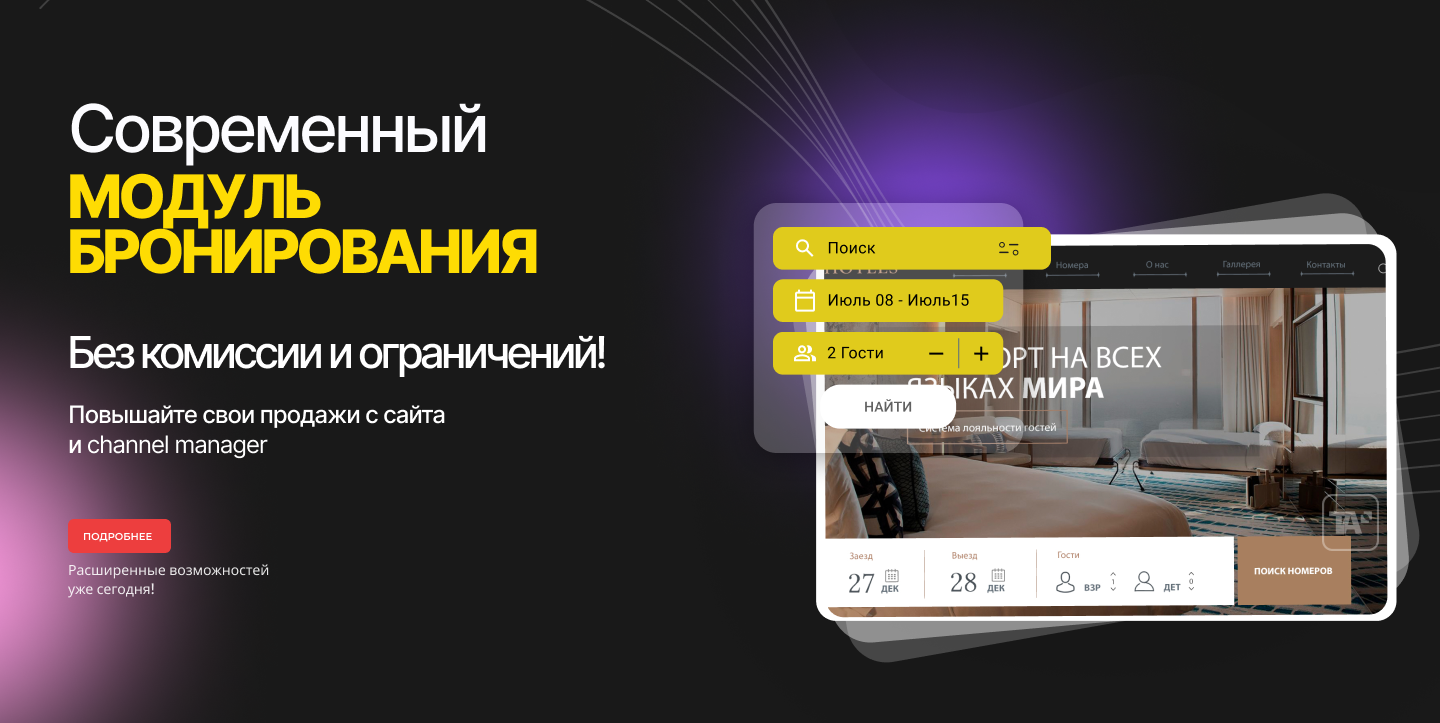 Современный
МОДУЛЬ
БРОНИРОВАНИЯ
Без комиссии и ограничений!
Повышайте свои продажи с сайта
и channel manager
ПОДРОБНЕЕ
Расширенные возможностей
уже сегодня!
Поиск
Июль 08 - Июль15
2 Гости
НАЙТИ
HOTELS
Номера
О нас
Галлерея
Контакты
ОРТ НА ВСЕХ
ЯЗЫКАХ МИРА
Система лояльности гостей
Заезд
27 ДЕК
Выезд
28 ДЕК
Гости
ВЗР 1
ДЕТ 0
ПОИСК НОМЕРОВ